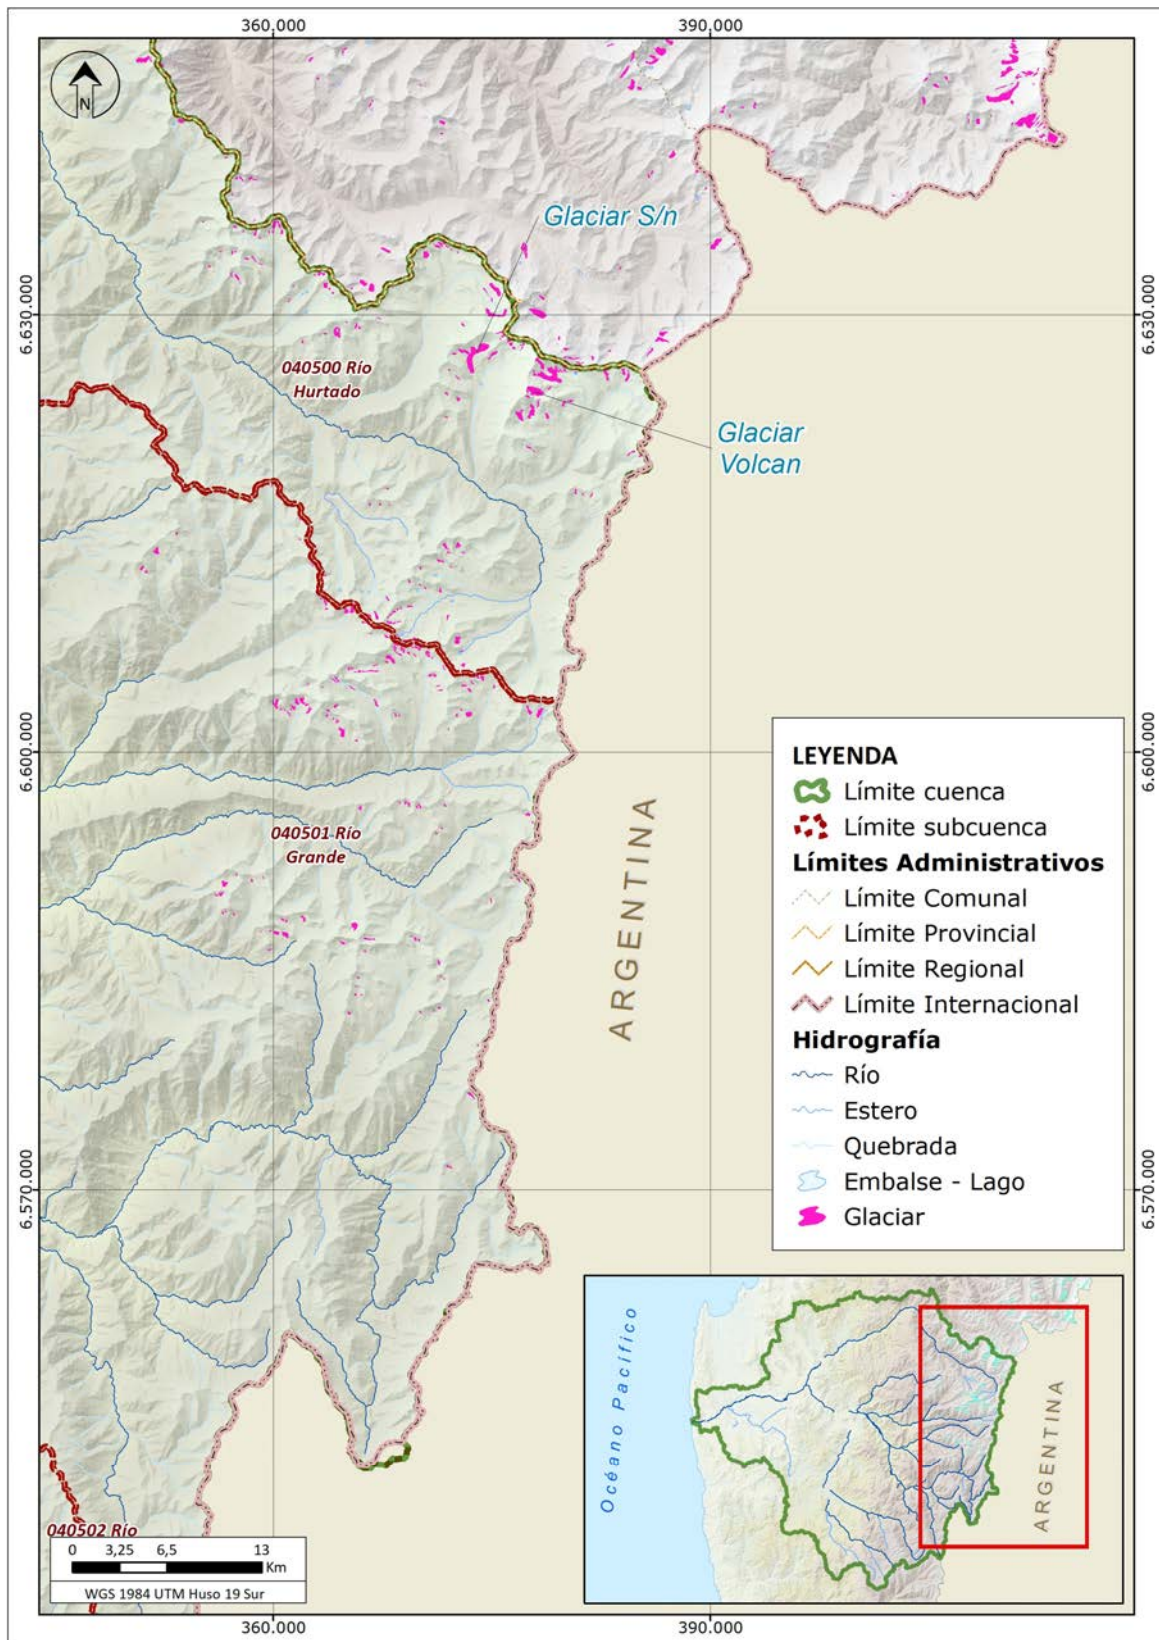 360.000
390.000
N
Glaciar S/n
6.630.000
6.630.000
040500 Río
Hurtado
Glaciar
Volcan
6.600.000
6.600.000
ARGENTINA
LEYENDA
Límite cuenca
Límite subcuenca
Límites Administrativos
Límite Comunal
Límite Provincial
Límite Regional
Límite Internacional
Hidrografía
Río
Estero
Quebrada
Embalse - Lago
Glaciar
040501 Río
Grande
6.570.000
6.570.000
Océano Pacífico
ARGENTINA
040502 Río
0 3,25 6,5 13
Km
WGS 1984 UTM Huso 19 Sur
360.000
390.000